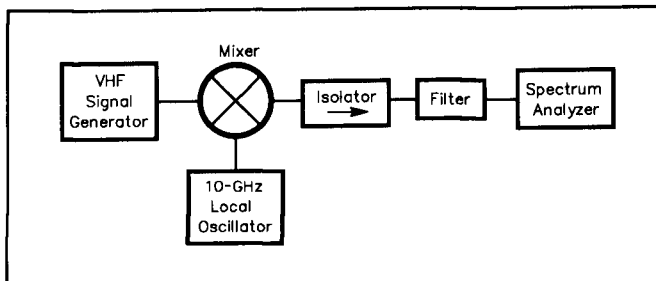 Mixer
VHF
Signal
Generator
Isolator
Filter
Spectrum
Analyzer
10-GHz
Local
Oscillator